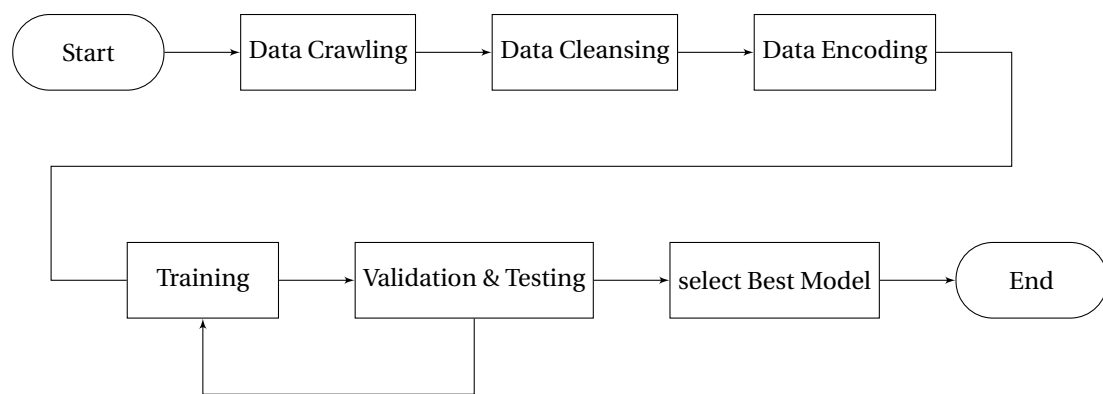 Start
Data Crawling
Data Cleansing
Data Encoding
Training
Validation & Testing
select Best Model
End